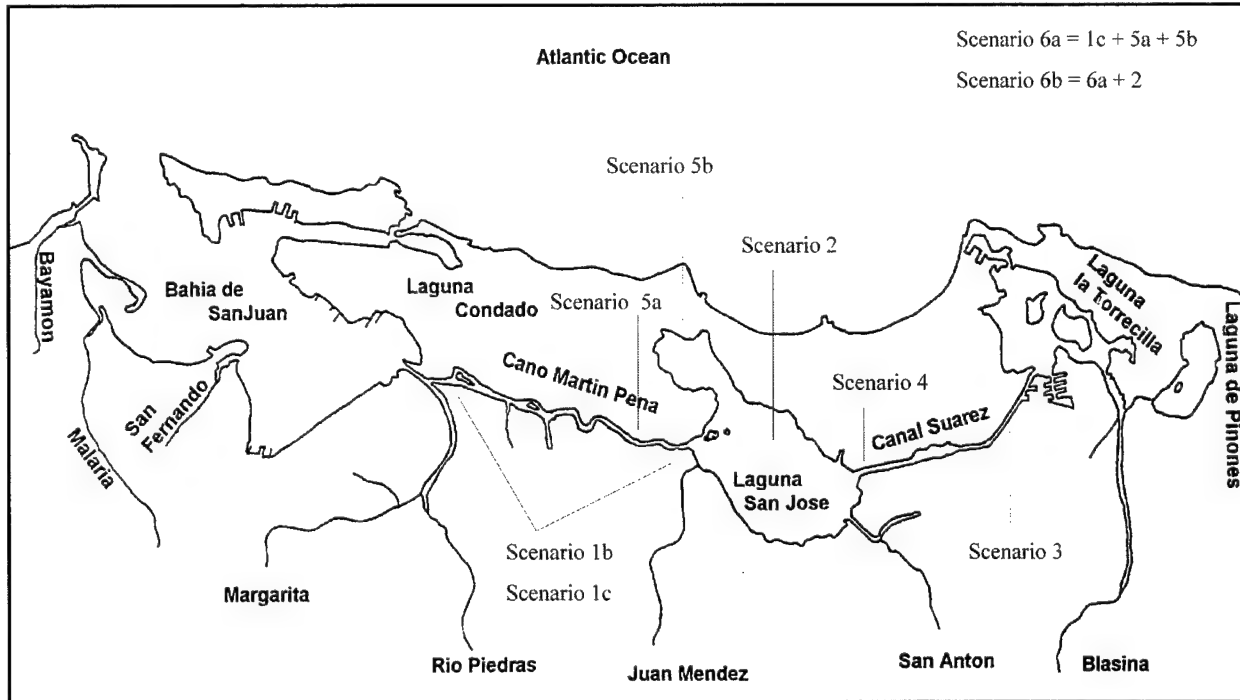 Scenario 6a = 1c + 5a + 5b
Atlantic Ocean
Scenario 6b = 6a + 2
Scenario 5b
Scenario 2
Bayamon
Bahia de
SanJuan
Laguna
Condado
Scenario 5a
Laguna
la Torrecilla
Laguna de Pinones
Cano Martin Pena
Scenario 4
Canal Suarez
San
Fernando
Malaria
Laguna
San Jose
Scenario 1b
Scenario 1c
Scenario 3
Margarita
Rio Piedras
Juan Mendez
San Anton
Blasina